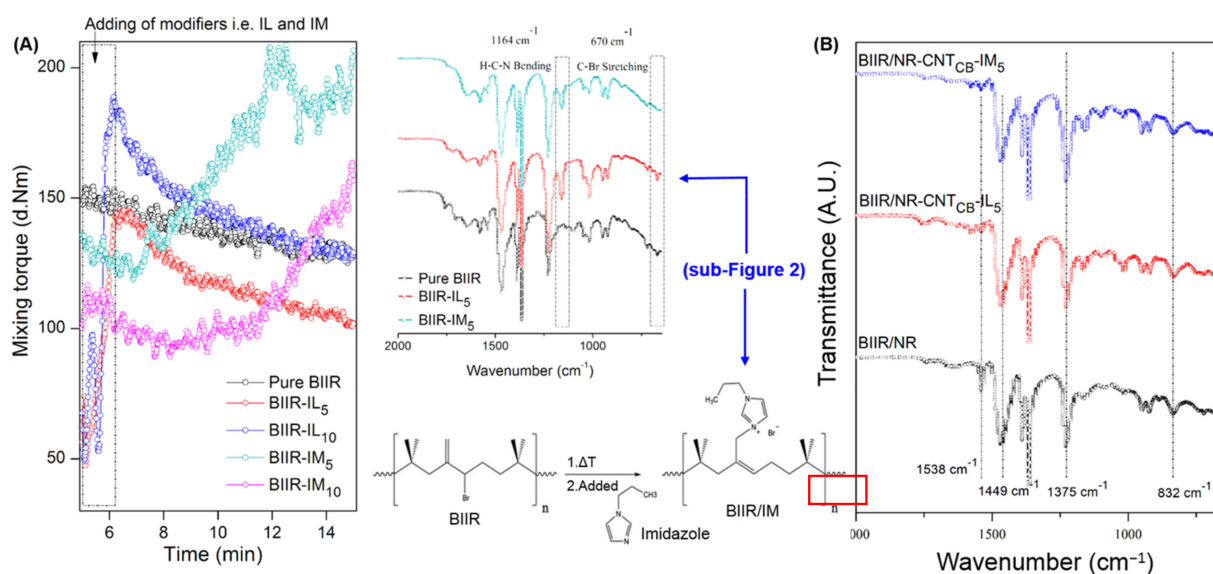 Adding of modifiers i.e. IL and IM
(A)
200
150
100
50
Mixing torque (d.Nm)
Pure BIIR
BIIR-IL5
BIIR-IL10
BIIR-IM5
BIIR-IM10
6 8 10 12 14
Time (min)
1164 cm-1 670 cm-1
H-C-N Bending C-Br Stretching
Pure BIIR
BIIR-IL5
BIIR-IM5
2000 1500 1000
Wavenumber (cm-1)
(sub-Figure 2)
Br
n
BIIR
1.ΔT
2.Added
CH3
N
N
Imidazole
H3C
N
N
+
Br-
n
BIIR/IM
(B)
BIIR/NR-CNTCB-IM5
BIIR/NR-CNTCB-IL5
BIIR/NR
Transmittance (A.U.)
1538 cm-1
1449 cm-1 1375 cm-1 832 cm-1
000 1500 1000
Wavenumber (cm−1)